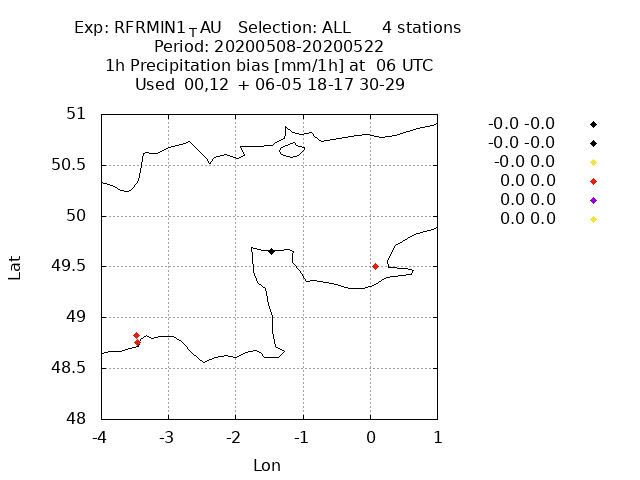 Exp: RFRMIN1_TAU   Selection: ALL      4 stations
Period: 20200508-20200522
1h Precipitation bias [mm/1h] at  06 UTC
Used  00,12  + 06-05 18-17 30-29
51
50.5
50
49.5
49
48.5
48
-4 -3 -2 -1 0 1
Lat
Lon
-0.0 -0.0
-0.0 -0.0
-0.0 0.0
0.0 0.0
0.0 0.0
0.0 0.0